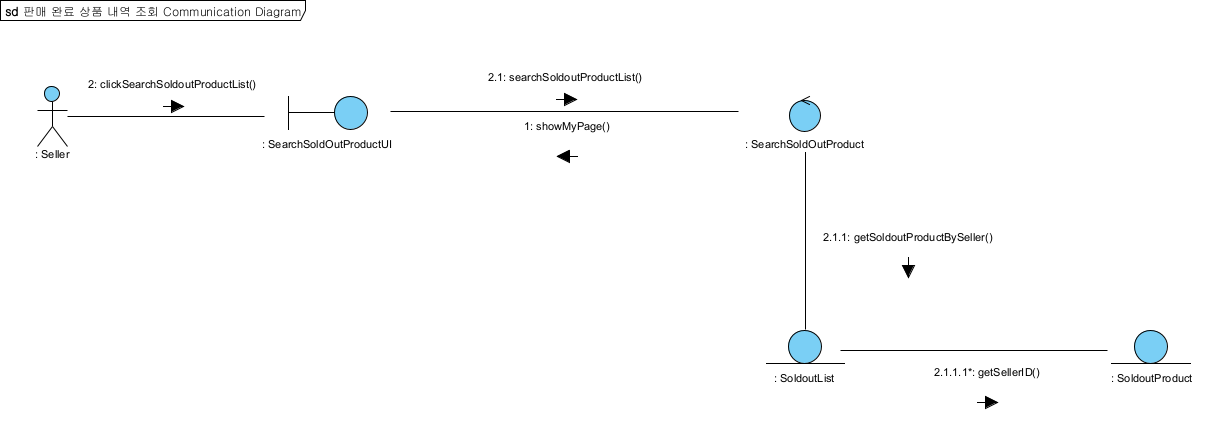 sd 판매 완료 상품 내역 조회 Communication Diagram
2: clickSearchSoldoutProductList()
2.1: searchSoldoutProductList()
1: showMyPage()
: Seller
: SearchSoldOutProductUI
: SearchSoldOutProduct
2.1.1: getSoldoutProductBySeller()
2.1.1.1*: getSellerID()
: SoldoutList
: SoldoutProduct